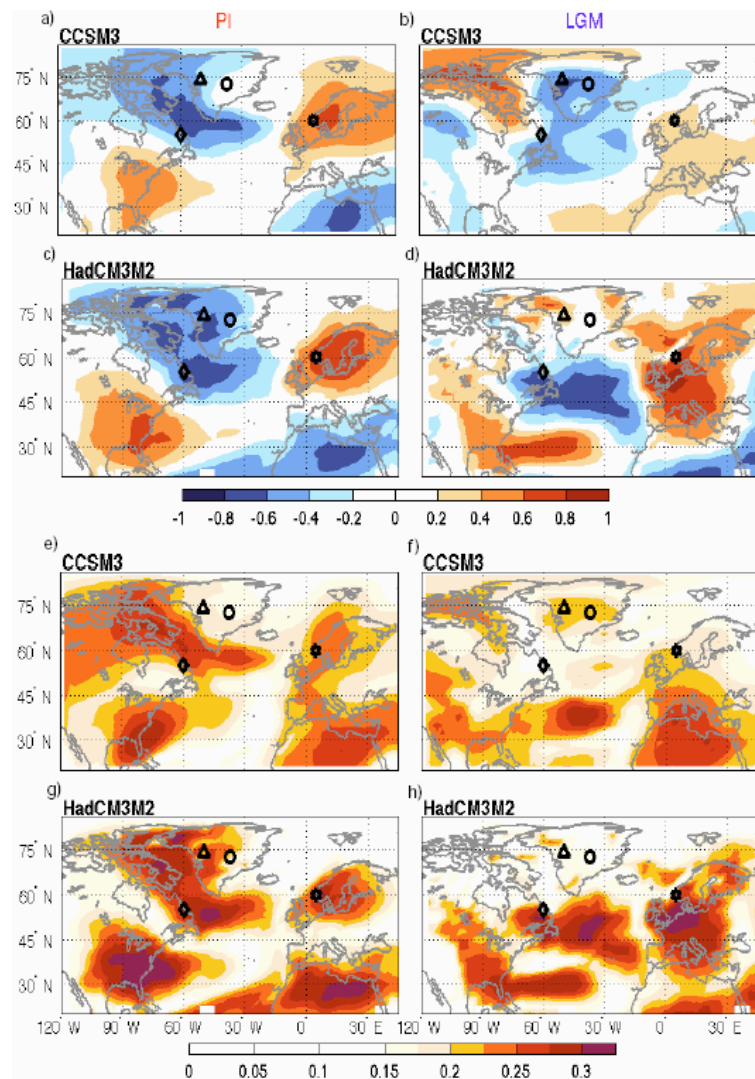 a) PI b) LGM
CCSM3 CCSM3
75° N
60° N
45° N
30° N
c) d)
HadCM3M2 HadCM3M2
75° N
60° N
45° N
30° N
-1 -0.8 -0.6 -0.4 -0.2 0 0.2 0.4 0.6 0.8 1
e) f)
CCSM3 CCSM3
75° N
60° N
45° N
30° N
g) h)
HadCM3M2 HadCM3M2
75° N
60° N
45° N
30° N
120° W 90° W 60° W 30° W 0° 30° E 120° W 90° W 60° W 30° W 0° 30° E
0 0.05 0.1 0.15 0.2 0.25 0.3